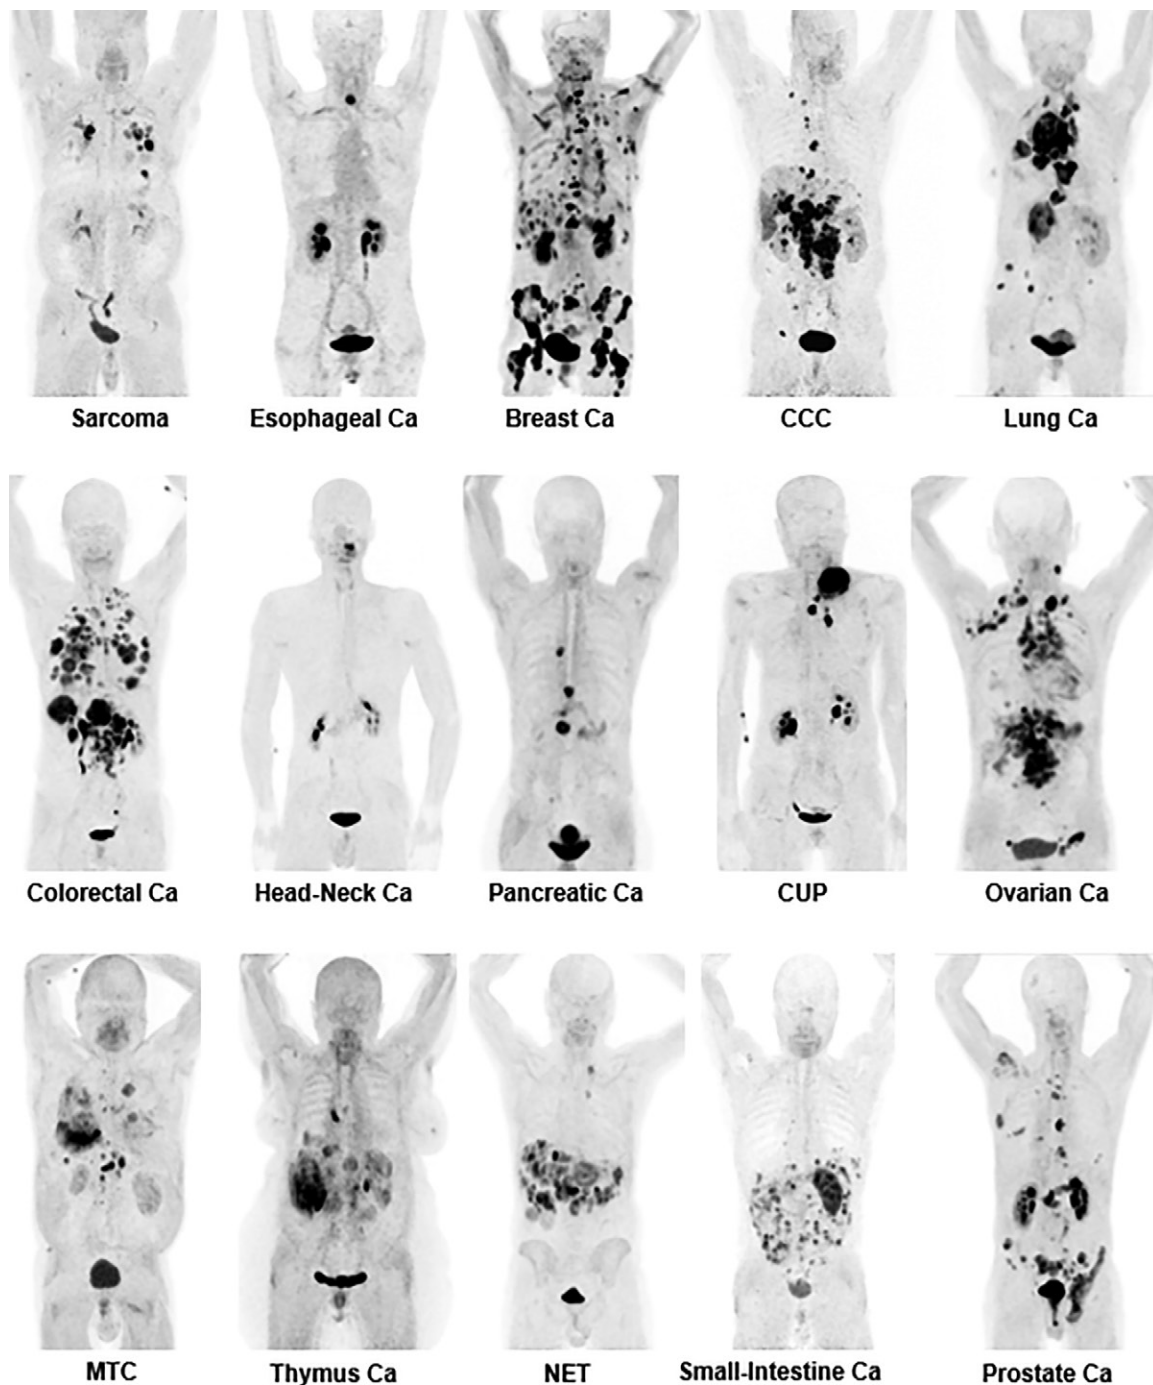 Sarcoma
Esophageal Ca
Breast Ca
CCC
Lung Ca
Colorectal Ca
Head-Neck Ca
Pancreatic Ca
CUP
Ovarian Ca
MTC
Thymus Ca
NET
Small-Intestine Ca
Prostate Ca